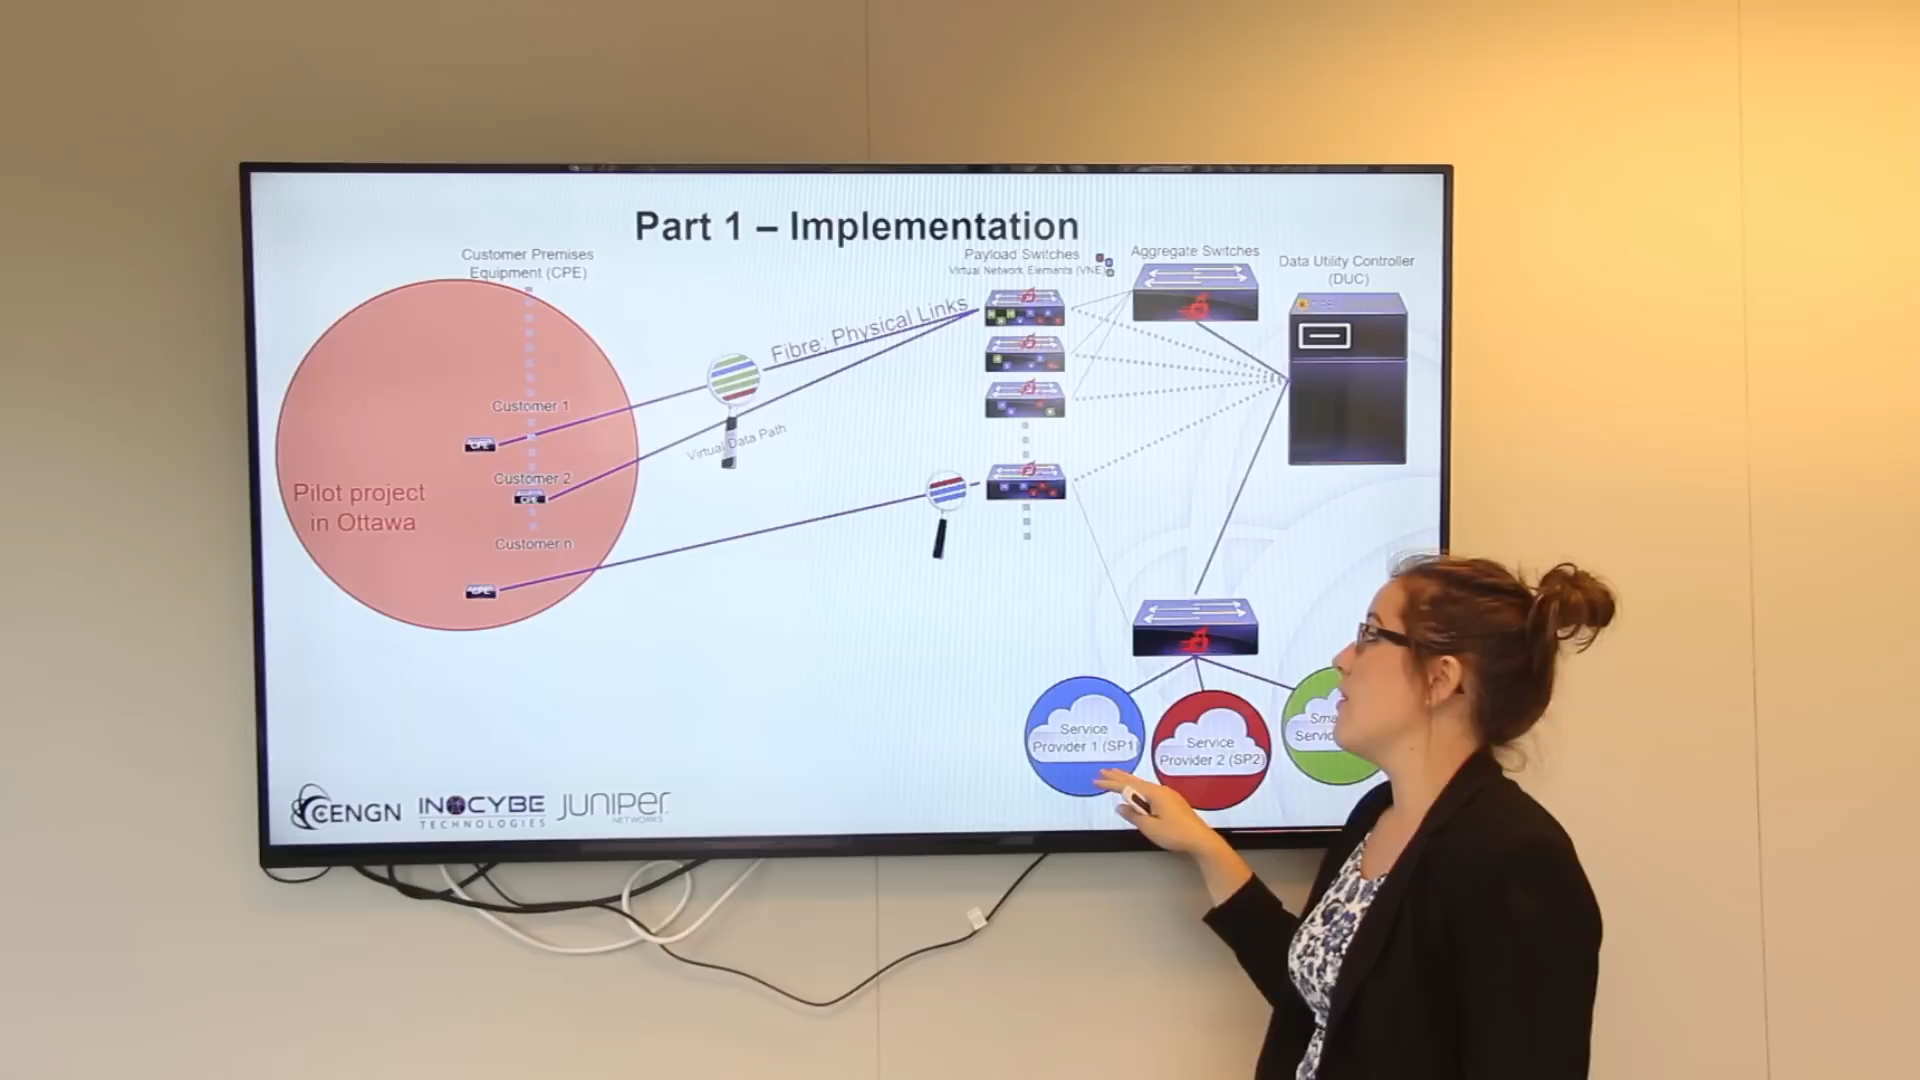 Part 1 – Implementation
Customer Premises
Equipment (CPE)
Payload Switches
Virtual Network Elements (VNE)
Aggregate Switches
Data Utility Controller
(DUC)
Fibre: Physical Links
Virtual Data Path
Customer 1
CPE
Customer 2
CPE
Customer n
CPE
Pilot project
in Ottawa
Service
Provider 1 (SP1)
Service
Provider 2 (SP2)
CENGN
INOCYBE
TECHNOLOGIES
JUNIPER
NETWORKS